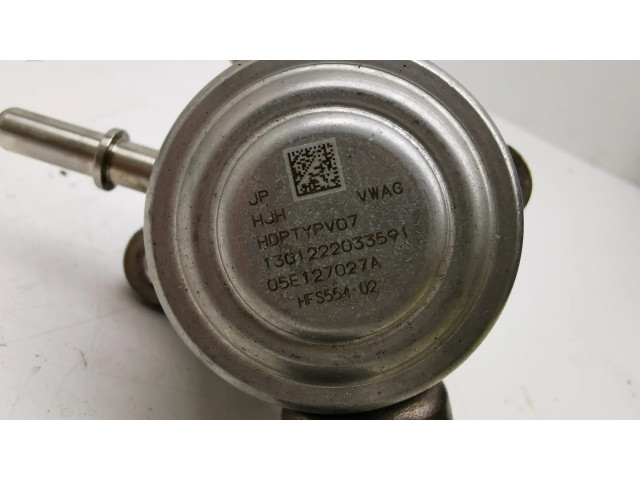 JP VWAG
HJH
HDPTYPV07
1301222033591
05E127027A
HFS554-02